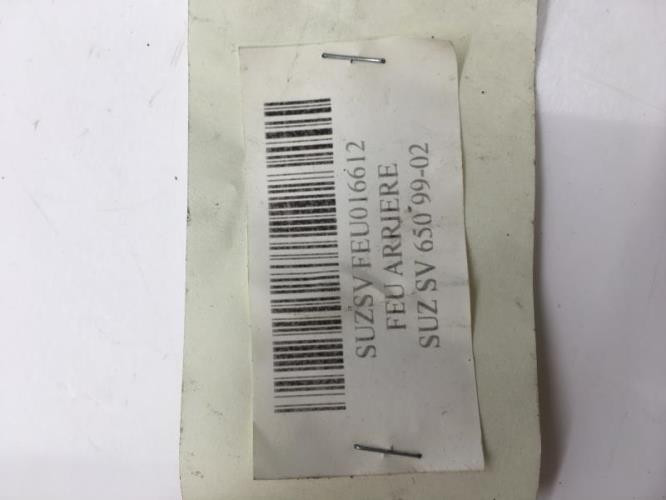 SUZSV FEU016612
FEU ARRIERE
SUZ SV 650 99-02